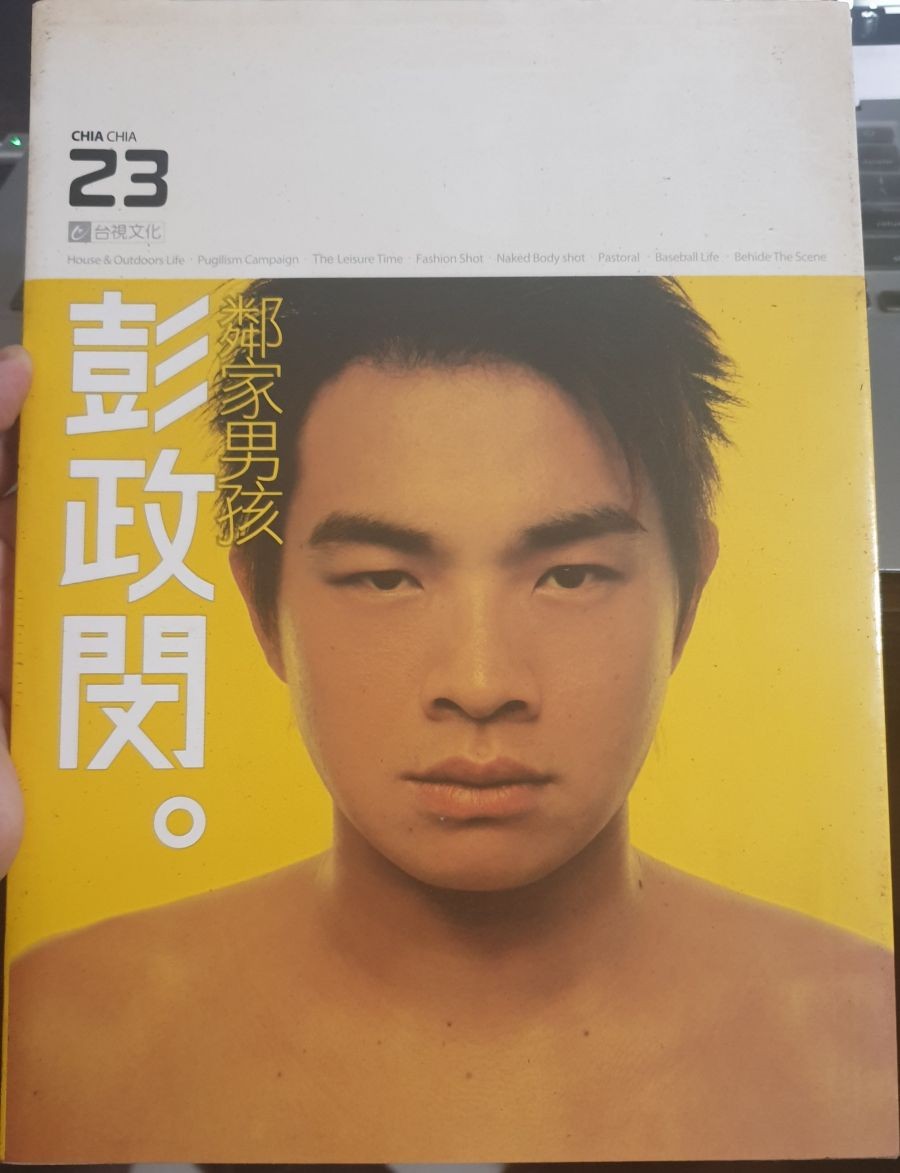 CHIA CHIA
23
台視文化
House & Outdoors Life · Pugilism Campaign · The Leisure Time · Fashion Shot · Naked Body shot Pastoral · Baseball Life · Behide The Scene
彭政閔。
鄰家男孩